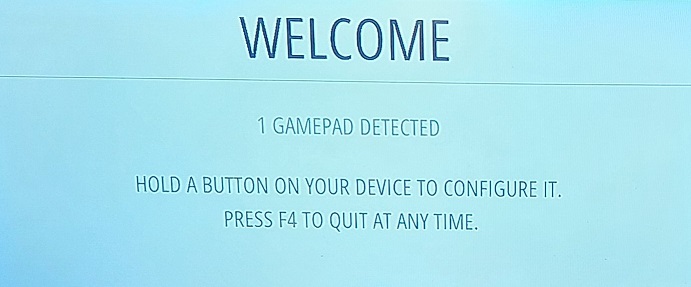 WELCOME
1 GAMEPAD DETECTED
HOLD A BUTTON ON YOUR DEVICE TO CONFIGURE IT.
PRESS F4 TO QUIT AT ANY TIME.